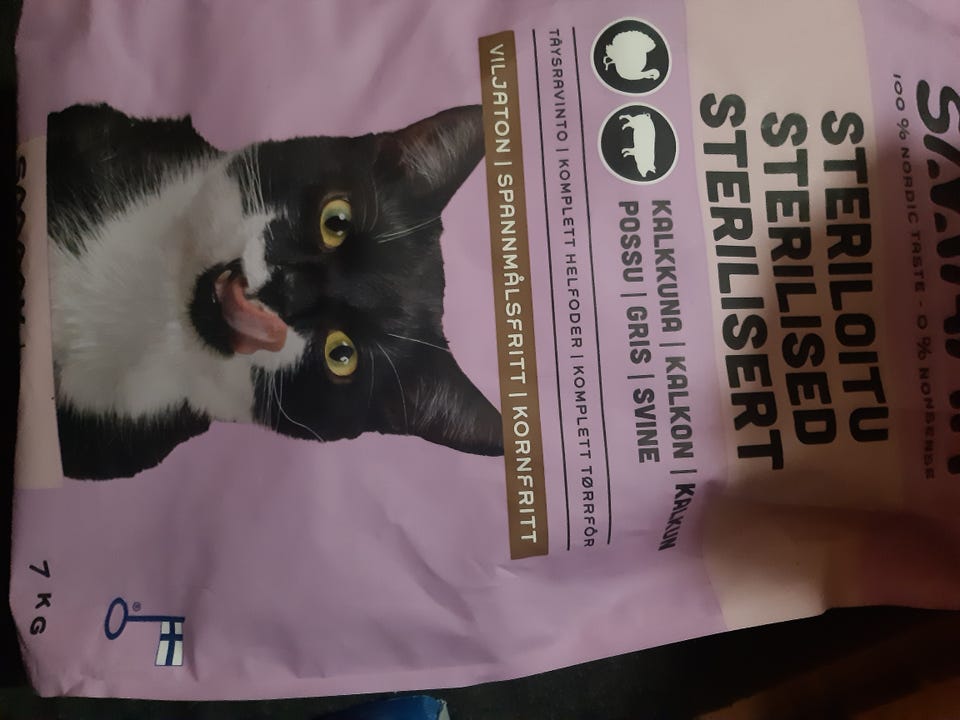 100 % NORDIC TASTE - 0 % NONSENSE
STERILOITU
STERILISED
STERILISERT
KALKKUNA | KALKON | KALKUN
POSSU | GRIS | SVINE
TÄYSRAVINTO | KOMPLETT HELFODER | KOMPLETT TØRRFÔR
VILJATON | SPANNMÅLSFRITT | KORNFRITT
®
7 KG